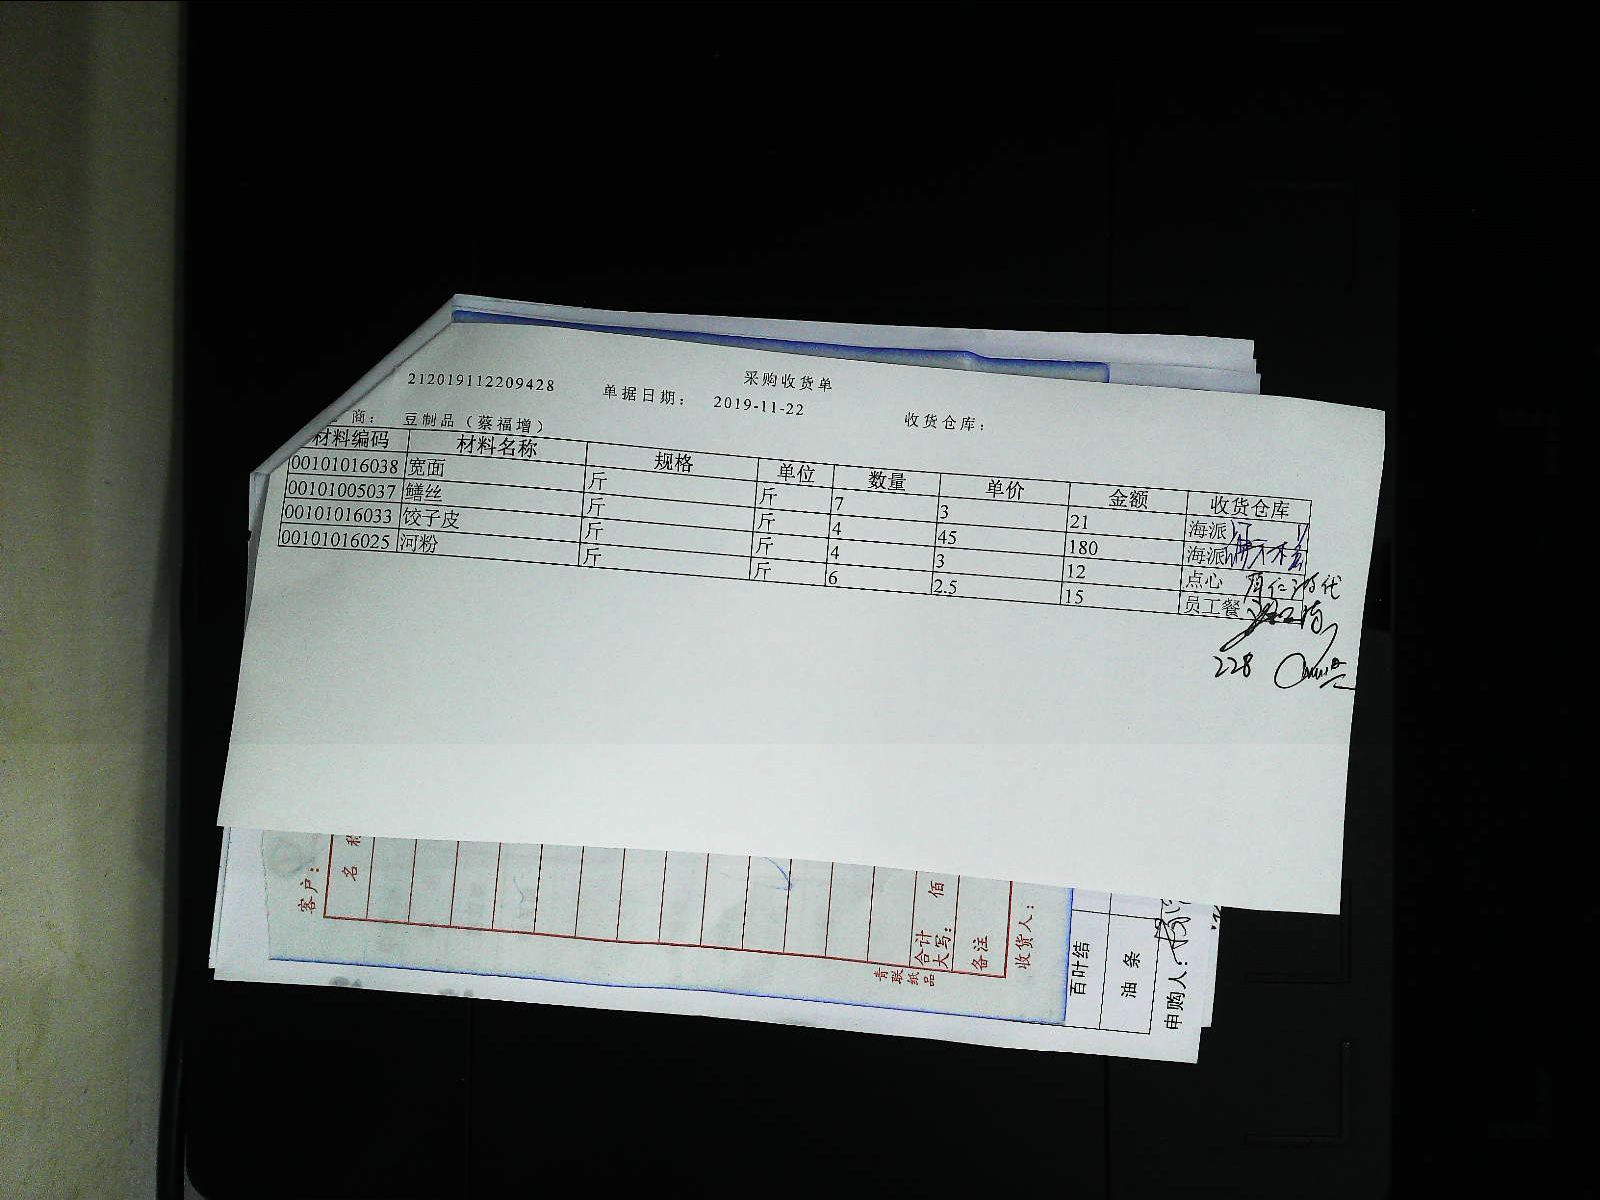 采购收货单
212019112209428 单据日期： 2019-11-22 收货仓库：
商： 豆制品（蔡福增）
材料编码 材料名称 规格 单位 数量 单价 金额 收货仓库
00101016038 宽面 斤 斤 7 3 21 海派
00101005037 鳝丝 斤 斤 4 45 180 海派
00101016033 饺子皮 斤 斤 4 3 12 点心
00101016025 河粉 斤 斤 6 2.5 15 员工餐
228
客户：
名称
合计
大写： 佰
备注
收货人：
青联纸品
百叶结
油条
申购人：